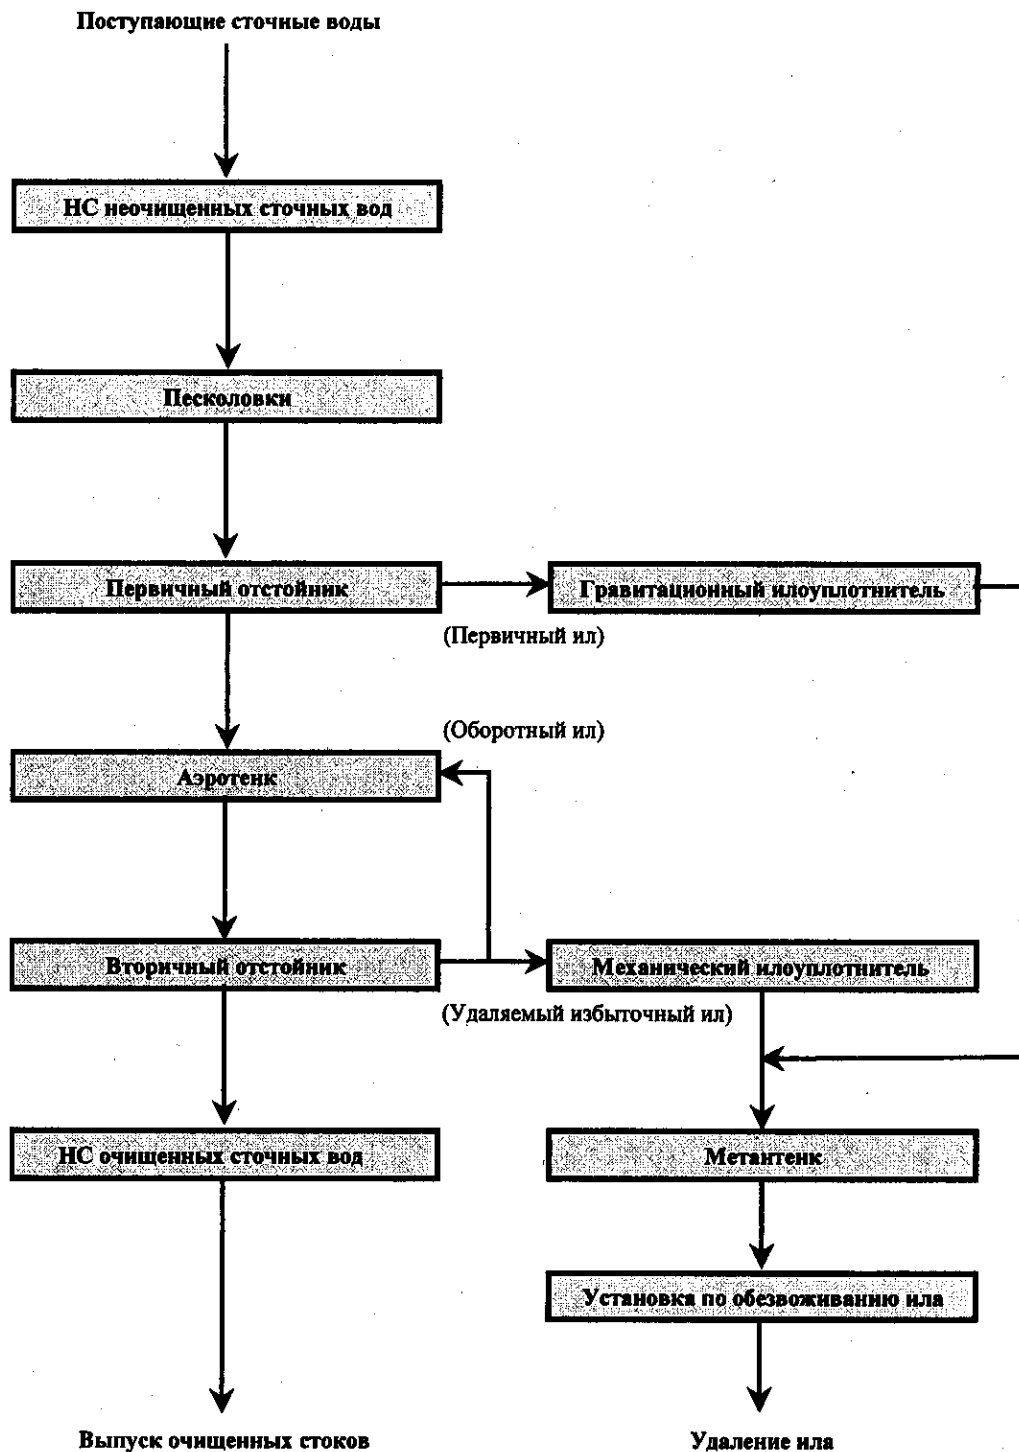 Поступающие сточные воды
НС неочищенных сточных вод
Песколовки
Первичный отстойник
Гравитационный илоуплотнитель
(Первичный ил)
(Оборотный ил)
Аэротенк
Вторичный отстойник
Механический илоуплотнитель
(Удаляемый избыточный ил)
НС очищенных сточных вод
Метантенк
Установка по обезвоживанию ила
Выпуск очищенных стоков
Удаление ила